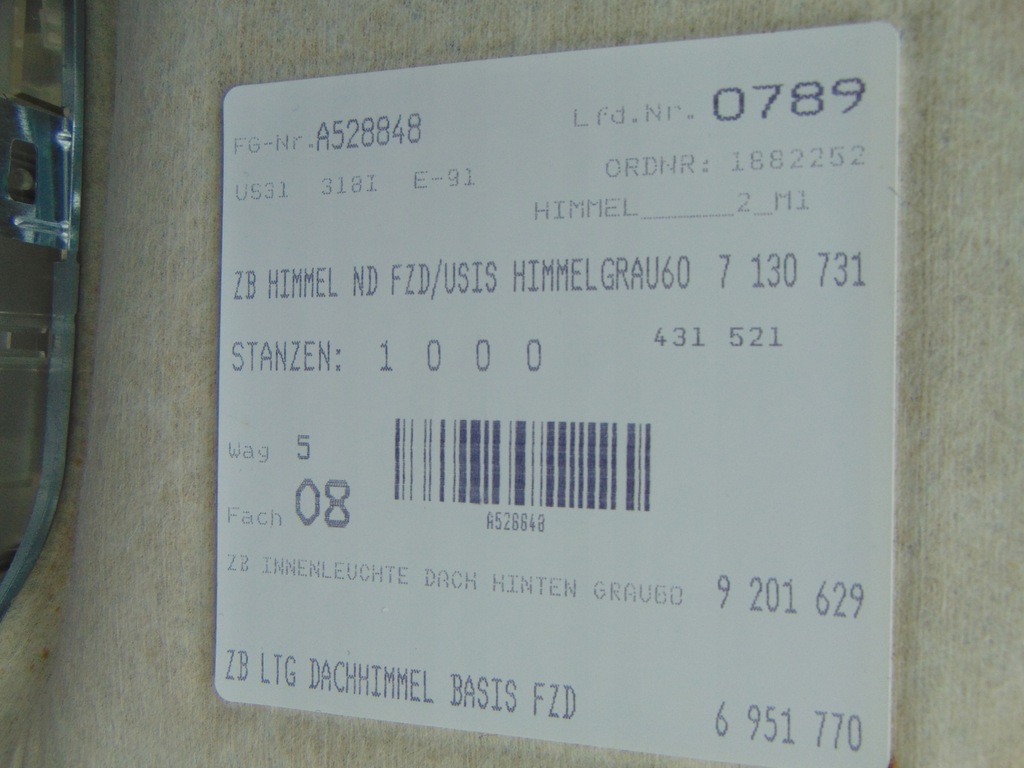 FG-Nr.A528848 Lfd.Nr. 0789
US31 318I E-91 ORDNR: 1882252
HIMMEL______2_M1
ZB HIMMEL ND FZD/USIS HIMMELGRAU60 7 130 731
STANZEN: 1 0 0 0 431 521
Wag 5
Fach 08
A528848
ZB INNENLEUCHTE DACH HINTEN GRAU60 9 201 629
ZB LTG DACHHIMMEL BASIS FZD 6 951 770